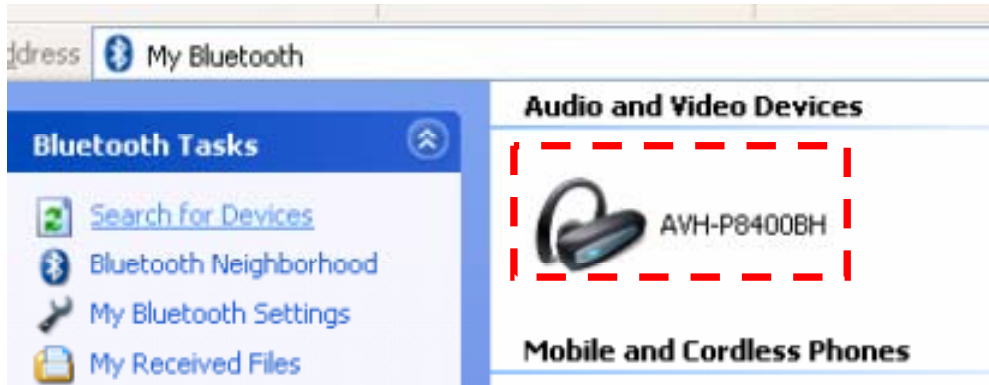 ddress My Bluetooth
Bluetooth Tasks
Search for Devices
Bluetooth Neighborhood
My Bluetooth Settings
My Received Files
Audio and Video Devices
AVH-P8400BH
Mobile and Cordless Phones